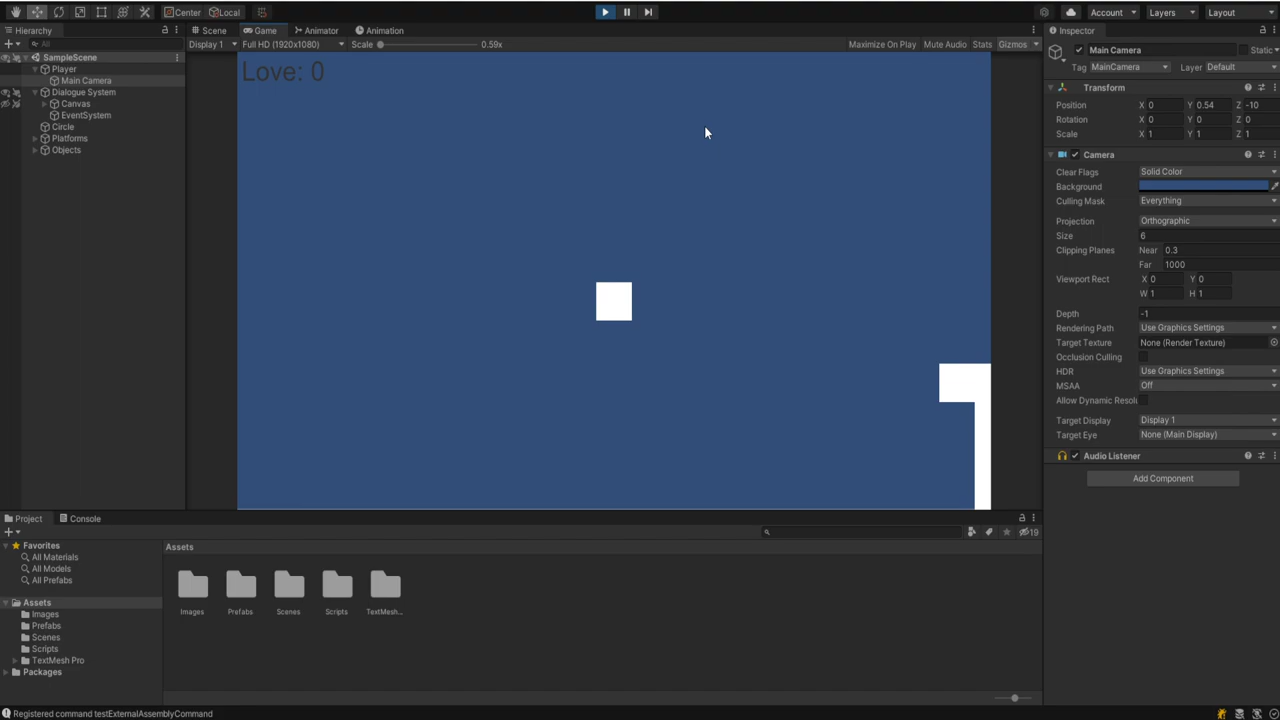 Center Local Account Layers Layout
Hierarchy Scene Game Animator Animation Inspector
All Display 1 Full HD (1920x1080) Scale 0.59x Maximize On Play Mute Audio Stats Gizmos
Main Camera Static
Tag MainCamera Layer Default
SampleScene
Player
Main Camera
Dialogue System
Canvas
EventSystem
Circle
Platforms
Objects
Love: 0
Transform
Position X 0 Y 0.54 Z -10
Rotation X 0 Y 0 Z 0
Scale X 1 Y 1 Z 1
Camera
Clear Flags Solid Color
Background
Culling Mask Everything
Projection Orthographic
Size 6
Clipping Planes Near 0.3
Far 1000
Viewport Rect X 0 Y 0
W 1 H 1
Depth -1
Rendering Path Use Graphics Settings
Target Texture None (Render Texture)
Occlusion Culling
HDR Use Graphics Settings
MSAA Off
Allow Dynamic Resolu
Target Display Display 1
Target Eye None (Main Display)
Audio Listener
Add Component
Project Console
19
Favorites
All Materials
All Models
All Prefabs
Assets
Images
Prefabs
Scenes
Scripts
TextMesh Pro
Packages
Assets
Images Prefabs Scenes Scripts TextMesh...
Registered command testExternalAssemblyCommand